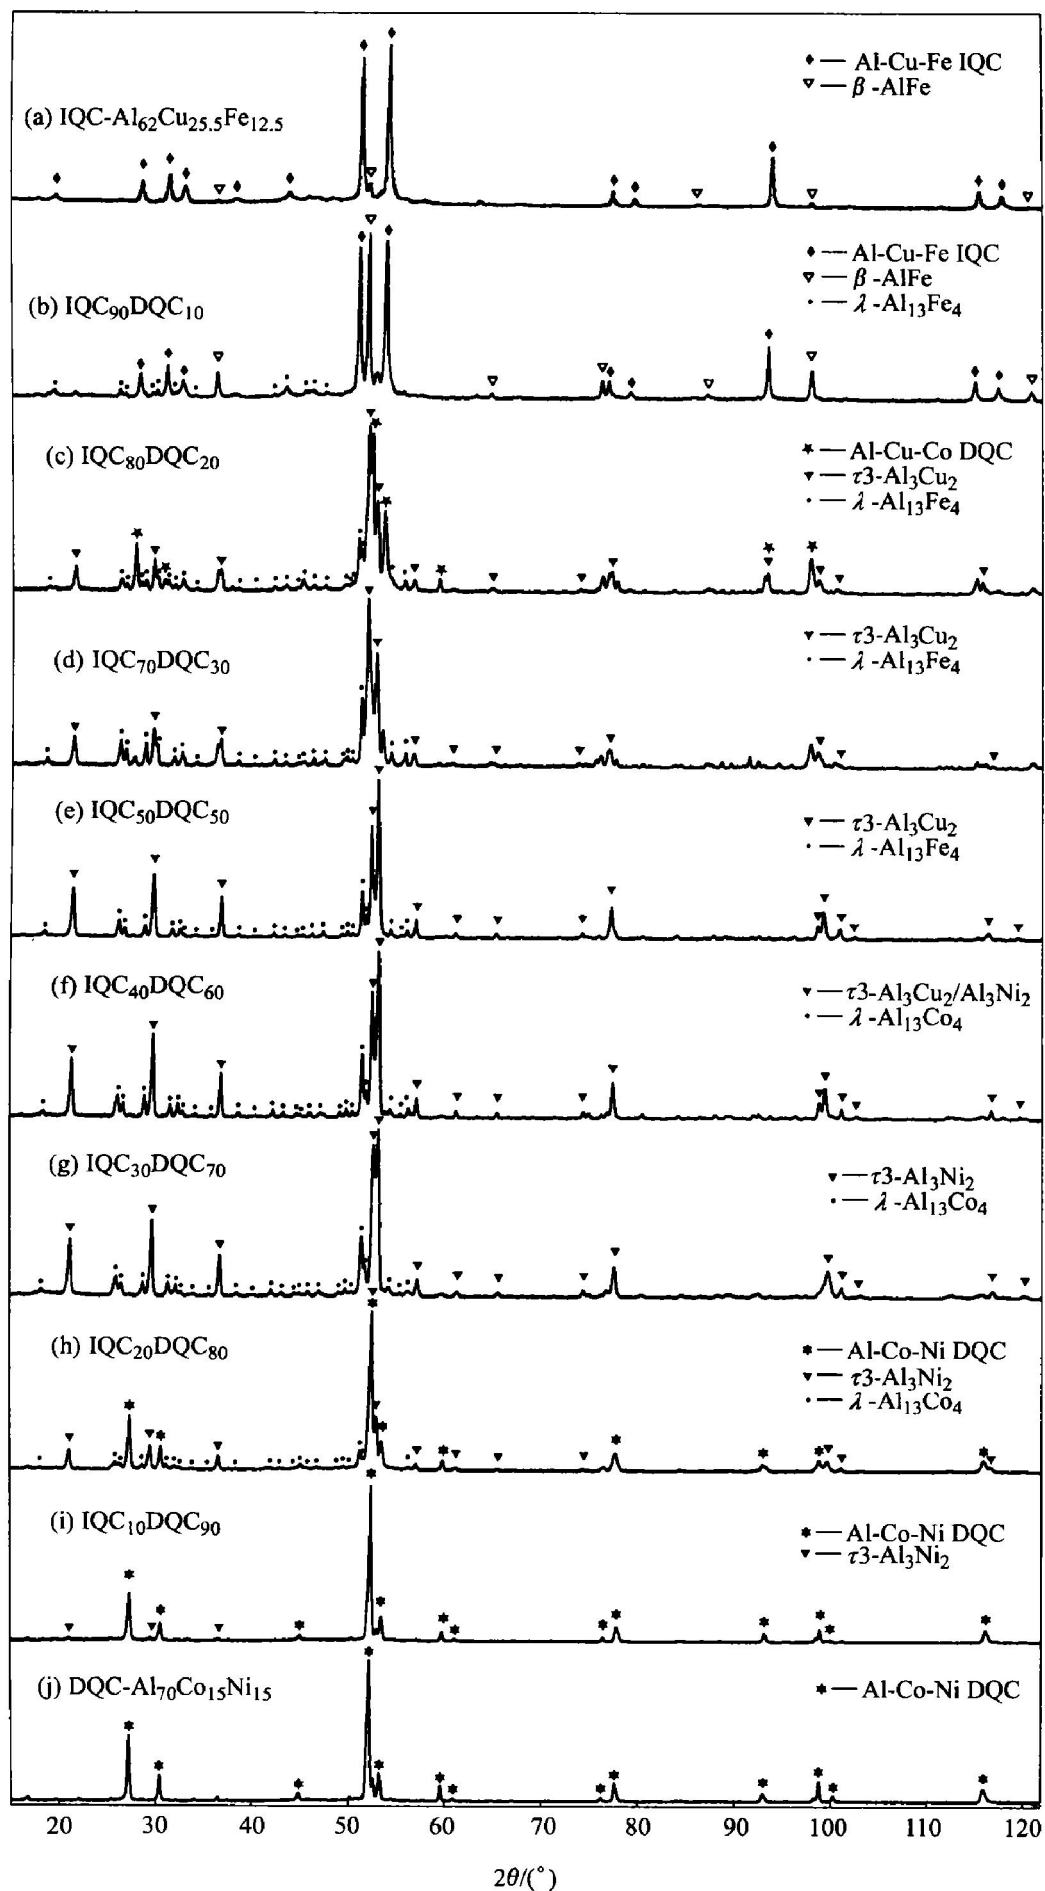 ♦ — Al-Cu-Fe IQC
▽ — β-AlFe
(a) IQC-Al₆₂Cu₂₅.₅Fe₁₂.₅
♦ — Al-Cu-Fe IQC
▽ — β-AlFe
· — λ-Al₁₃Fe₄
(b) IQC₉₀DQC₁₀
(c) IQC₈₀DQC₂₀
★ — Al-Cu-Co DQC
▼ — τ3-Al₃Cu₂
· — λ-Al₁₃Fe₄
(d) IQC₇₀DQC₃₀
▼ — τ3-Al₃Cu₂
· — λ-Al₁₃Fe₄
(e) IQC₅₀DQC₅₀
▼ — τ3-Al₃Cu₂
· — λ-Al₁₃Fe₄
(f) IQC₄₀DQC₆₀
▼ — τ3-Al₃Cu₂/Al₃Ni₂
· — λ-Al₁₃Co₄
(g) IQC₃₀DQC₇₀
▼ — τ3-Al₃Ni₂
· — λ-Al₁₃Co₄
(h) IQC₂₀DQC₈₀
* — Al-Co-Ni DQC
▼ — τ3-Al₃Ni₂
· — λ-Al₁₃Co₄
(i) IQC₁₀DQC₉₀
* — Al-Co-Ni DQC
▼ — τ3-Al₃Ni₂
(j) DQC-Al₇₀Co₁₅Ni₁₅
* — Al-Co-Ni DQC
20 30 40 50 60 70 80 90 100 110 120
2θ/(°)